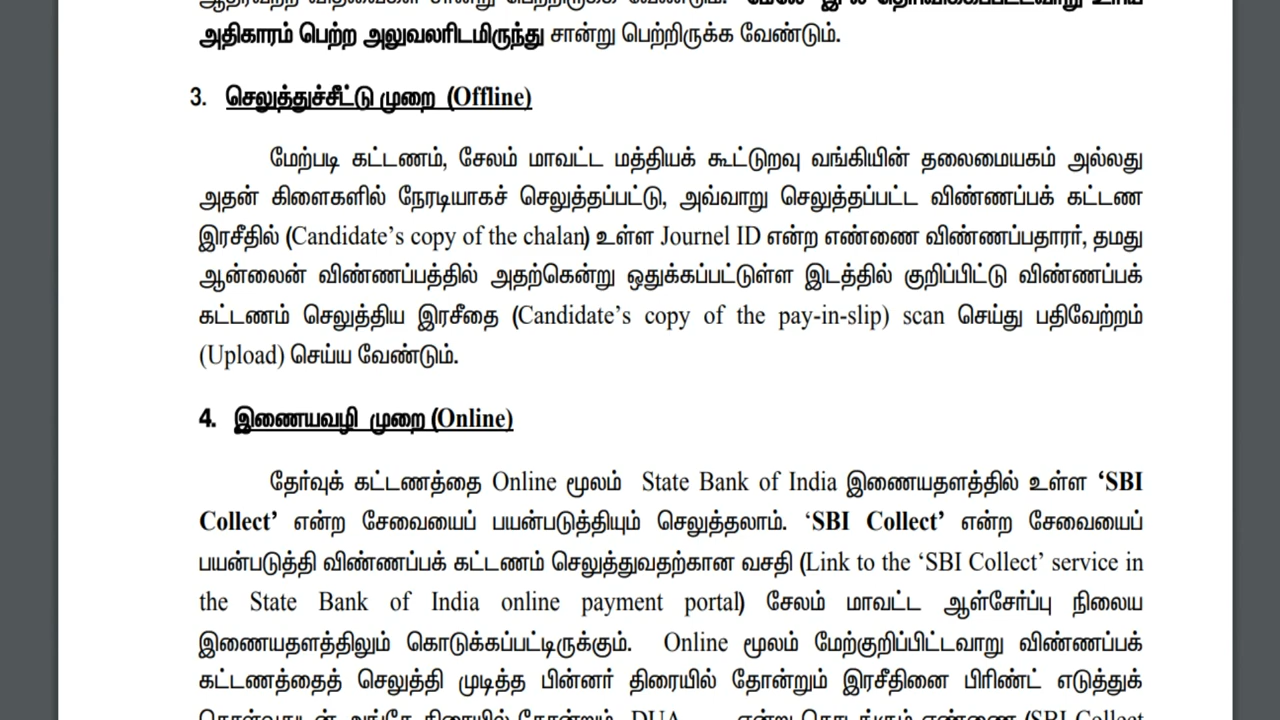 அதிகாரம் பெற்ற அலுவலரிடமிருந்து சான்று பெற்றிருக்க வேண்டும்.
3. செலுத்துச்சீட்டு முறை (Offline)
மேற்படி கட்டணம், சேலம் மாவட்ட மத்தியக் கூட்டுறவு வங்கியின் தலைமையகம் அல்லது
அதன் கிளைகளில் நேரடியாகச் செலுத்தப்பட்டு, அவ்வாறு செலுத்தப்பட்ட விண்ணப்பக் கட்டண
இரசீதில் (Candidate’s copy of the chalan) உள்ள Journel ID என்ற எண்ணை விண்ணப்பதாரர், தமது
ஆன்லைன் விண்ணப்பத்தில் அதற்கென்று ஒதுக்கப்பட்டுள்ள இடத்தில் குறிப்பிட்டு விண்ணப்பக்
கட்டணம் செலுத்திய இரசீதை (Candidate’s copy of the pay-in-slip) scan செய்து பதிவேற்றம்
(Upload) செய்ய வேண்டும்.
4. இணையவழி முறை (Online)
தேர்வுக் கட்டணத்தை Online மூலம் State Bank of India இணையதளத்தில் உள்ள ‘SBI
Collect’ என்ற சேவையைப் பயன்படுத்தியும் செலுத்தலாம். ‘SBI Collect’ என்ற சேவையைப்
பயன்படுத்தி விண்ணப்பக் கட்டணம் செலுத்துவதற்கான வசதி (Link to the ‘SBI Collect’ service in
the State Bank of India online payment portal) சேலம் மாவட்ட ஆள்சேர்ப்பு நிலைய
இணையதளத்திலும் கொடுக்கப்பட்டிருக்கும். Online மூலம் மேற்குறிப்பிட்டவாறு விண்ணப்பக்
கட்டணத்தைத் செலுத்தி முடித்த பின்னர் திரையில் தோன்றும் இரசீதினை பிரிண்ட் எடுத்துக்